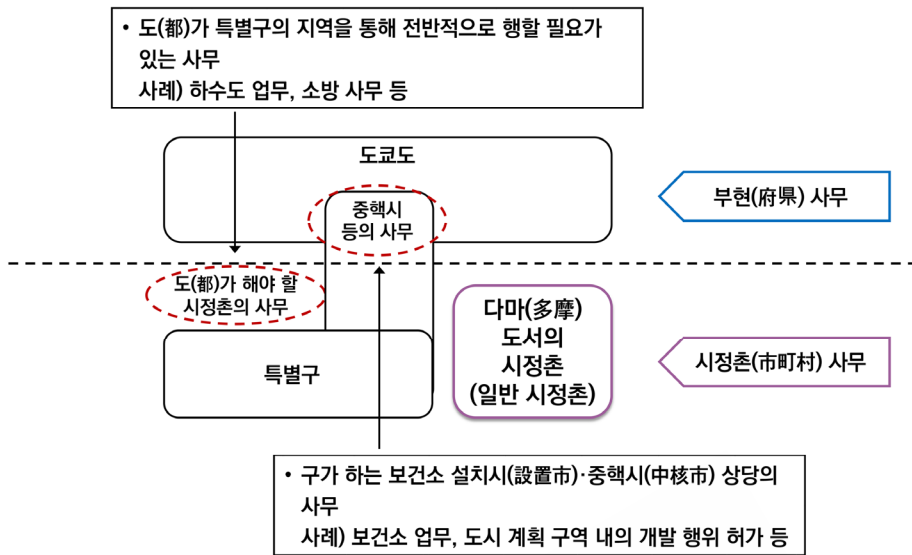 • 도(都)가 특별구의 지역을 통해 전반적으로 행할 필요가
있는 사무
사례) 하수도 업무, 소방 사무 등
도쿄도
중핵시
등의 사무
부현(府県) 사무
도(都)가 해야 할
시정촌의 사무
다마(多摩)
도서의
시정촌
(일반 시정촌)
특별구
시정촌(市町村) 사무
• 구가 하는 보건소 설치시(設置市)·중핵시(中核市) 상당의
사무
사례) 보건소 업무, 도시 계획 구역 내의 개발 행위 허가 등